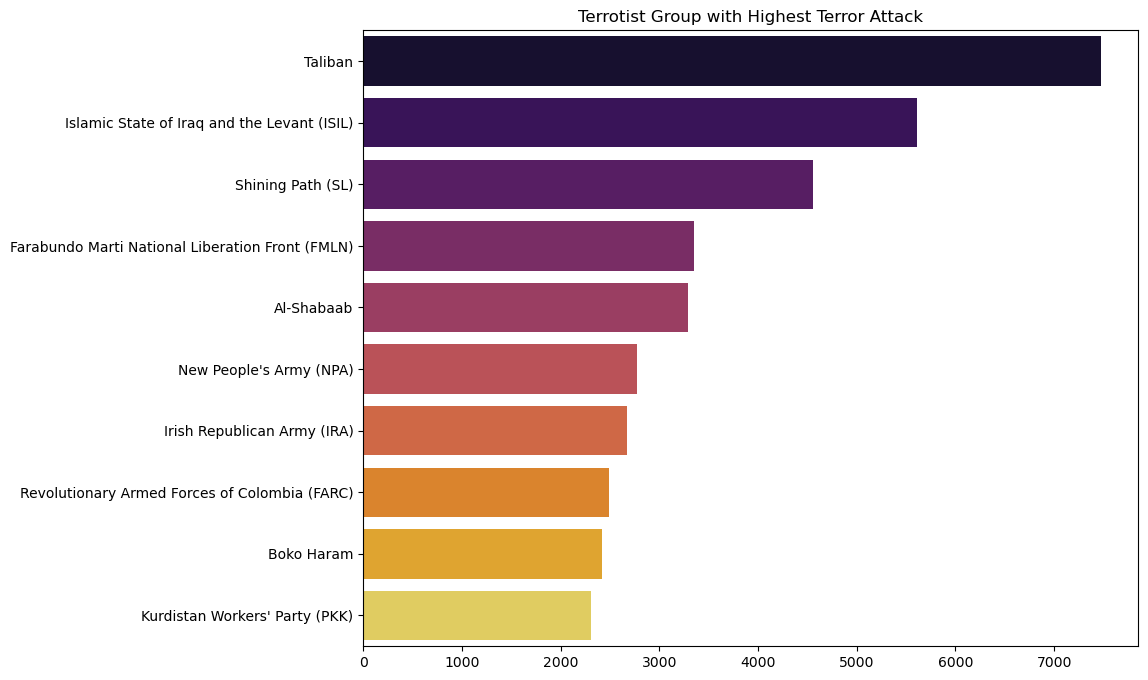 Terrotist Group with Highest Terror Attack
Taliban
Islamic State of Iraq and the Levant (ISIL)
Shining Path (SL)
Farabundo Marti National Liberation Front (FMLN)
Al-Shabaab
New People's Army (NPA)
Irish Republican Army (IRA)
Revolutionary Armed Forces of Colombia (FARC)
Boko Haram
Kurdistan Workers' Party (PKK)
0 1000 2000 3000 4000 5000 6000 7000